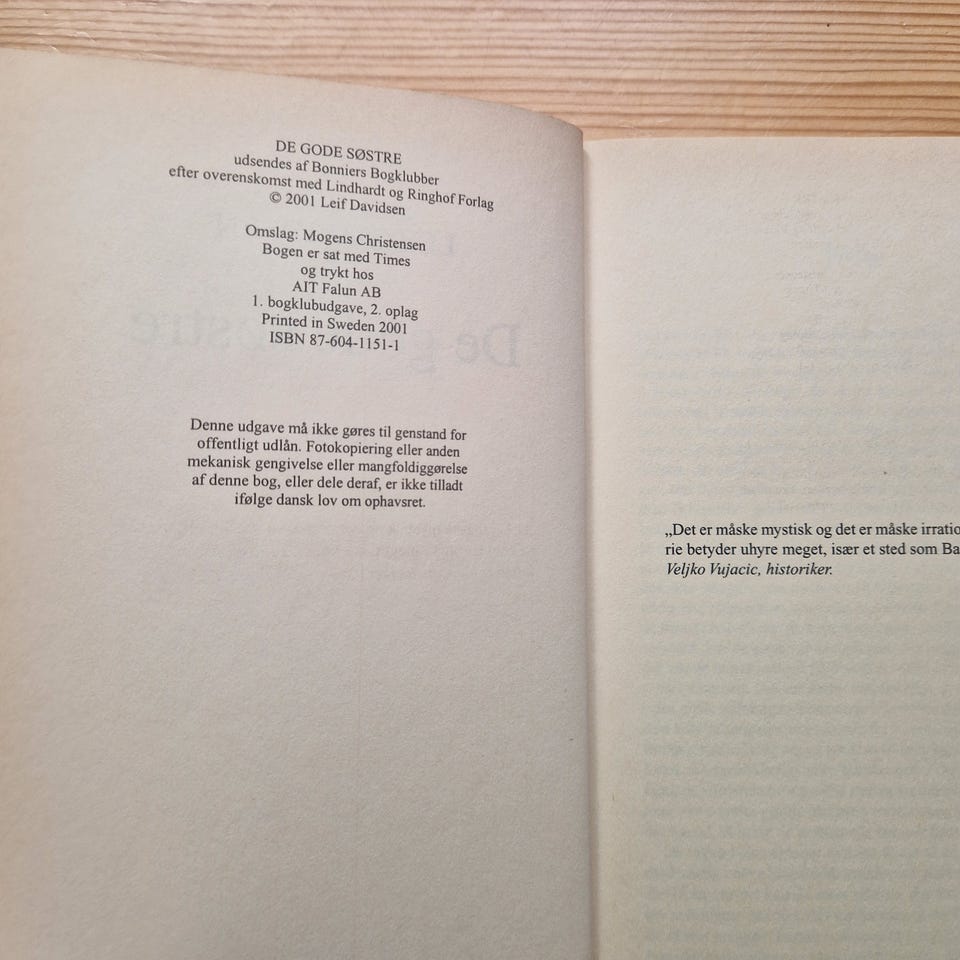 DE GODE SØSTRE
udsendes af Bonniers Bogklubber
efter overenskomst med Lindhardt og Ringhof Forlag
© 2001 Leif Davidsen
Omslag: Mogens Christensen
Bogen er sat med Times
og trykt hos
AIT Falun AB
1. bogklubudgave, 2. oplag
Printed in Sweden 2001
ISBN 87-604-1151-1
Denne udgave må ikke gøres til genstand for
offentligt udlån. Fotokopiering eller anden
mekanisk gengivelse eller mangfoldiggørelse
af denne bog, eller dele deraf, er ikke tilladt
ifølge dansk lov om ophavsret.
„Det er måske mystisk og det er måske irratio
rie betyder uhyre meget, især et sted som Ba
Veljko Vujacic, historiker.